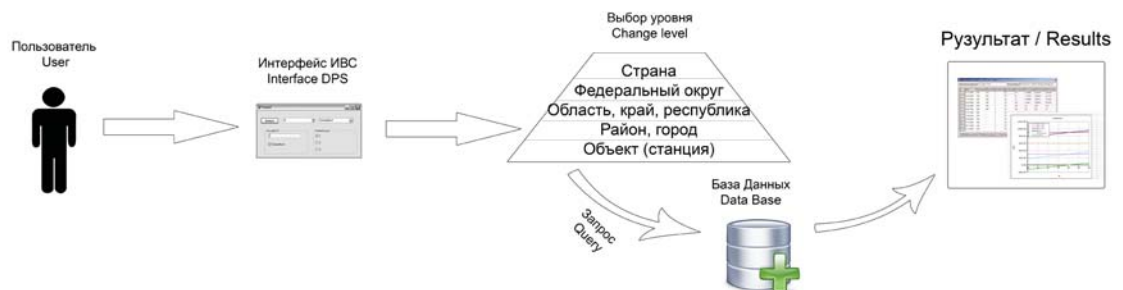 Пользователь
User
Интерфейс ИВС
Interface DPS
Выбор уровня
Change level
Страна
Федеральный округ
Область, край, республика
Район, город
Объект (станция)
Запрос
Query
База Данных
Data Base
Рузультат / Results